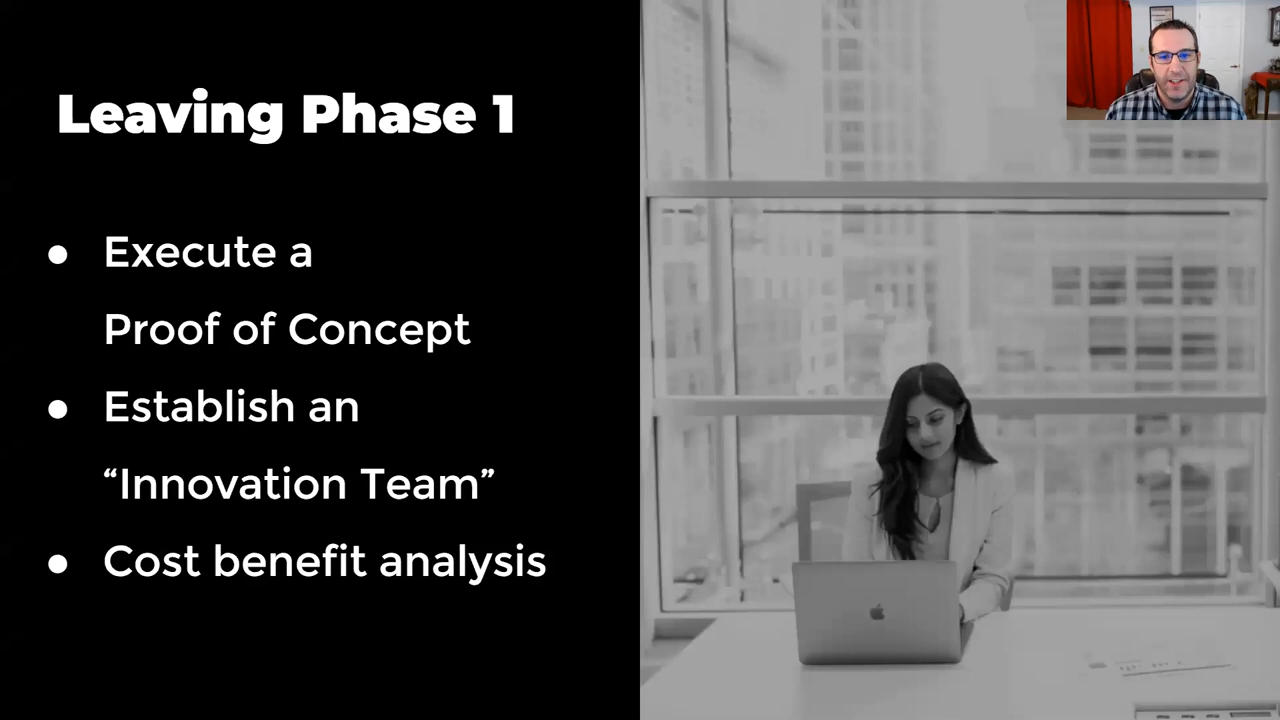 Leaving Phase 1
● Execute a
Proof of Concept
● Establish an
“Innovation Team”
● Cost benefit analysis